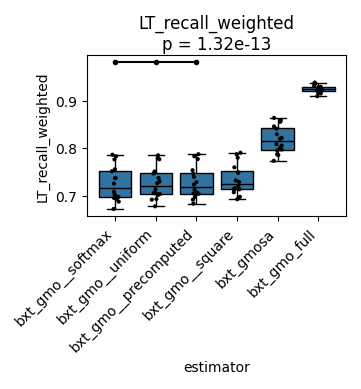 LT_recall_weighted
p = 1.32e-13
LT_recall_weighted
0.9
0.8
0.7
bxt_gmo__softmax
bxt_gmo__uniform
bxt_gmo__precomputed
bxt_gmo__square
bxt_gmosa
bxt_gmo_full
estimator